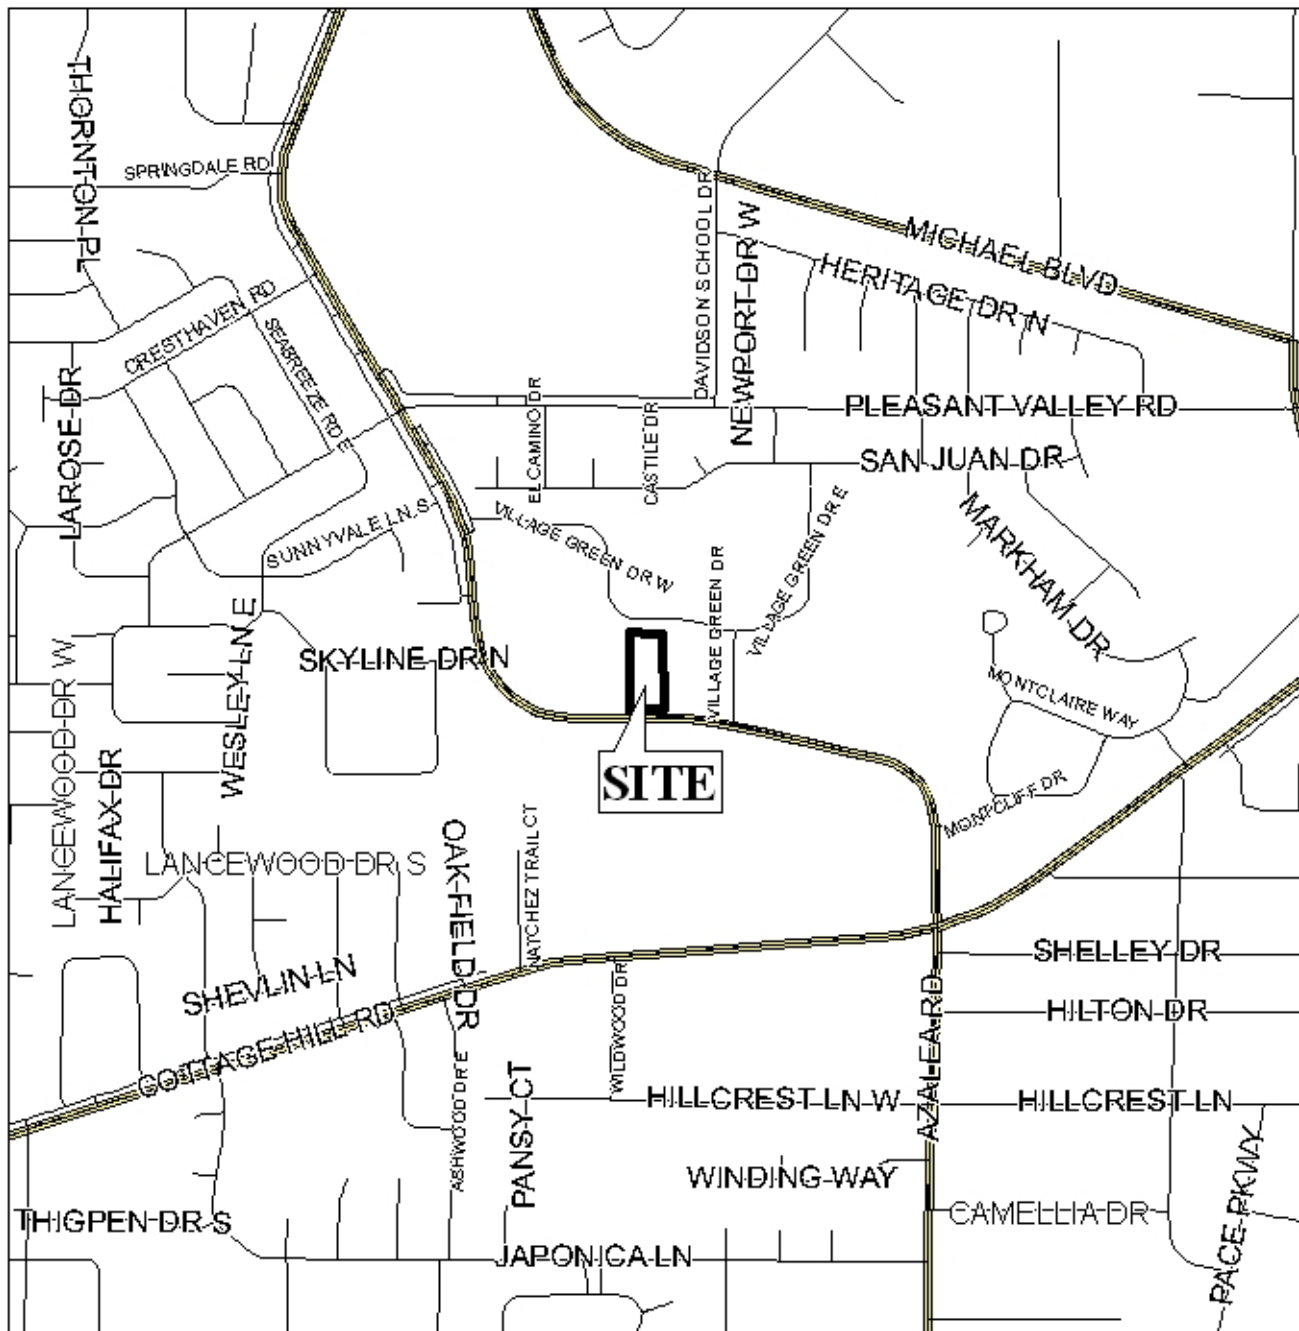 THORNTON PL
SPRINGDALE RD
DAVIDSON SCHOOL DR
NEWPORT DR W
MICHAEL BLVD
HERITAGE DR N
CRESTHAVEN RD
SEABREEZE RD E
LAROSE DR
EL CAMINO DR
CASTILE DR
PLEASANT VALLEY RD
SAN JUAN DR
SUNNYVALE LN S
VILLAGE GREEN DR W
VILLAGE GREEN DR
VILLAGE GREEN DR E
MARKHAM DR
WESLEY LN E
SKYLINE DR N
LANCEWOOD DR W
MONTCLAIRE WAY
HALIFAX DR
SITE
MONTCLIFF DR
OAKFIELD DR
NATCHEZ TRAIL CT
LANCEWOOD DR S
SHEVLIN LN
SHELLEY DR
COTTAGE HILL RD
WILDWOOD DR
AZALEA RD
HILTON DR
ASHWOOD DR E
PANSY CT
HILLCREST LN W
HILLCREST LN
WINDING WAY
PACE PKWY
THIGPEN DR S
CAMELLIA DR
JAPONICA LN